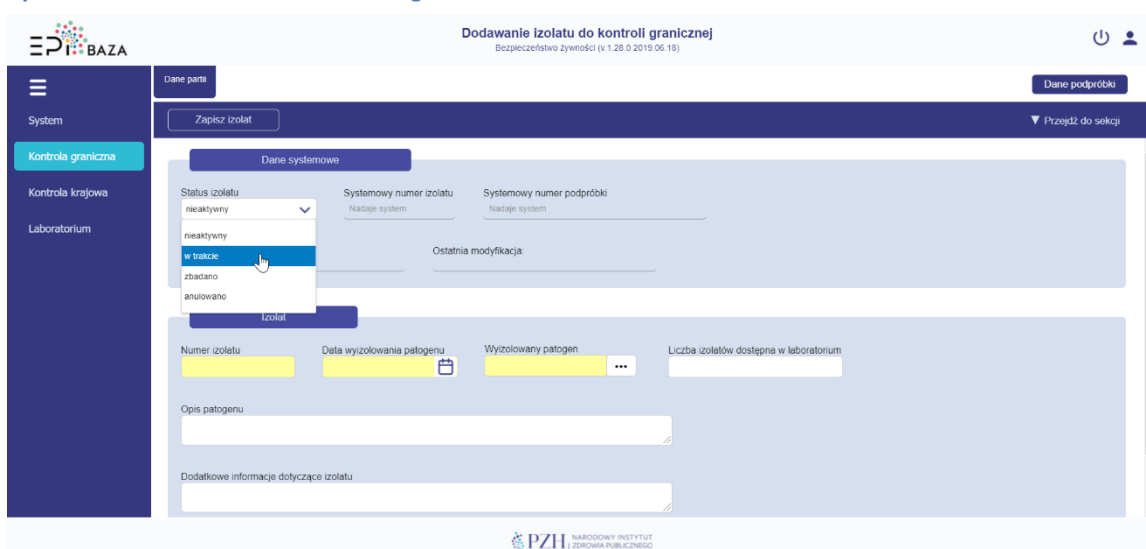 EPI BAZA
Dodawanie izolatu do kontroli granicznej
Bezpieczeństwo żywności (v.1.28.0 2019.06.18)
Dane partii
Dane podpróbki
System
Zapisz izolat
▼ Przejdź do sekcji
Kontrola graniczna
Dane systemowe
Kontrola krajowa
Status izolatu
Systemowy numer izolatu
Systemowy numer podpróbki
nieaktywny
Nadaje system
Nadaje system
Laboratorium
nieaktywny
w trakcie
Ostatnia modyfikacja:
zbadano
anulowano
Izolat
Numer izolatu
Data wyizolowania patogenu
Wyizolowany patogen
Liczba izolatów dostępna w laboratorium
•••
Opis patogenu
Dodatkowe informacje dotyczące izolatu
PZH NARODOWY INSTYTUT
ZDROWIA PUBLICZNEGO